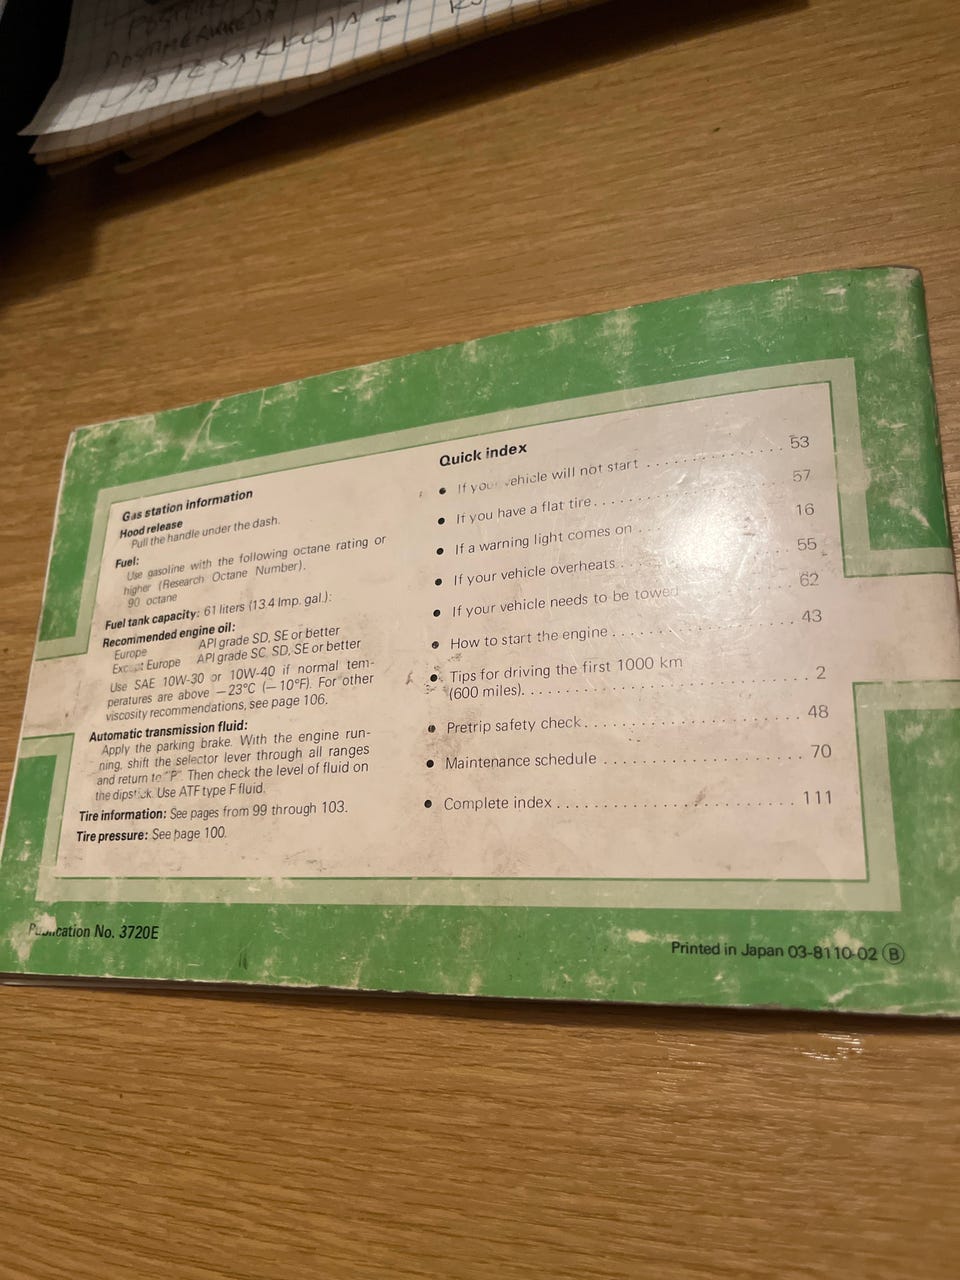 Gas station information
Hood release
Pull the handle under the dash.
Fuel:
Use gasoline with the following octane rating or
higher (Research Octane Number).
90 octane
Fuel tank capacity: 61 liters (13.4 Imp. gal.):
Recommended engine oil:
Europe API grade SD, SE or better
Except Europe API grade SC, SD, SE or better
Use SAE 10W-30 or 10W-40 if normal tem-
peratures are above −23°C (−10°F). For other
viscosity recommendations, see page 106.
Automatic transmission fluid:
Apply the parking brake. With the engine run-
ning, shift the selector lever through all ranges
and return to "P". Then check the level of fluid on
the dipstick. Use ATF type F fluid.
Tire information: See pages from 99 through 103.
Tire pressure: See page 100.
Quick index
• If your vehicle will not start . . . . . . . . . . . . . . 53
• If you have a flat tire. . . . . . . . . . . . . . . . . . . 57
• If a warning light comes on . . . . . . . . . . . . . . 16
• If your vehicle overheats . . . . . . . . . . . . . . . . 55
• If your vehicle needs to be towed . . . . . . . . . . 62
• How to start the engine . . . . . . . . . . . . . . . . . 43
• Tips for driving the first 1000 km
(600 miles). . . . . . . . . . . . . . . . . . . . . . . . . . 2
• Pretrip safety check . . . . . . . . . . . . . . . . . . . 48
• Maintenance schedule . . . . . . . . . . . . . . . . . . 70
• Complete index . . . . . . . . . . . . . . . . . . . . . . 111
Publication No. 3720E
Printed in Japan 03-8110-02 Ⓑ